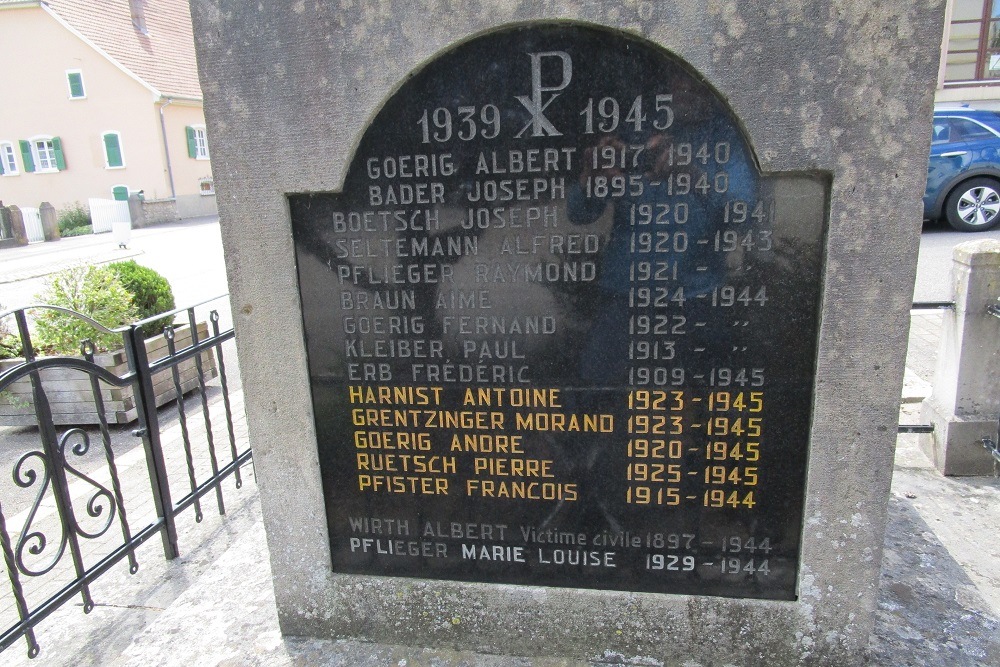 1939 ☧ 1945
GOERIG ALBERT 1917 - 1940
BADER JOSEPH 1895 - 1940
BOETSCH JOSEPH 1920 - 1941
SELTEMANN ALFRED 1920 - 1943
PFLIEGER RAYMOND 1921 - "
BRAUN AIME 1924 - 1944
GOERIG FERNAND 1922 - "
KLEIBER PAUL 1913 - "
ERB FRÉDÉRIC 1909 - 1945
HARNIST ANTOINE 1923 - 1945
GRENTZINGER MORAND 1923 - 1945
GOERIG ANDRE 1920 - 1945
RUETSCH PIERRE 1925 - 1945
PFISTER FRANCOIS 1915 - 1944
WIRTH ALBERT Victime civile 1897 - 1944
PFLIEGER MARIE LOUISE 1929 - 1944